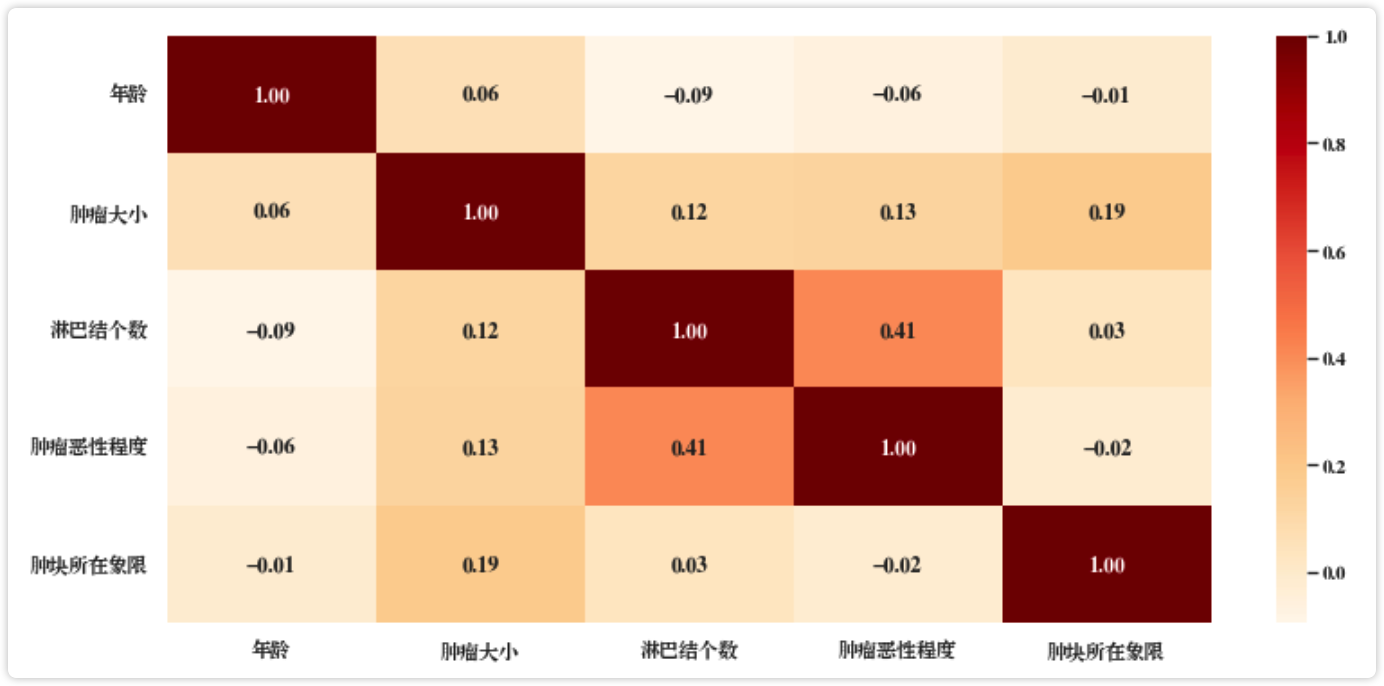 1.0
年龄 1.00 0.06 −0.09 −0.06 −0.01
0.8
肿瘤大小 0.06 1.00 0.12 0.13 0.19
0.6
淋巴结个数 −0.09 0.12 1.00 0.41 0.03
0.4
肿瘤恶性程度 −0.06 0.13 0.41 1.00 −0.02
0.2
肿块所在象限 −0.01 0.19 0.03 −0.02 1.00
0.0
年龄 肿瘤大小 淋巴结个数 肿瘤恶性程度 肿块所在象限